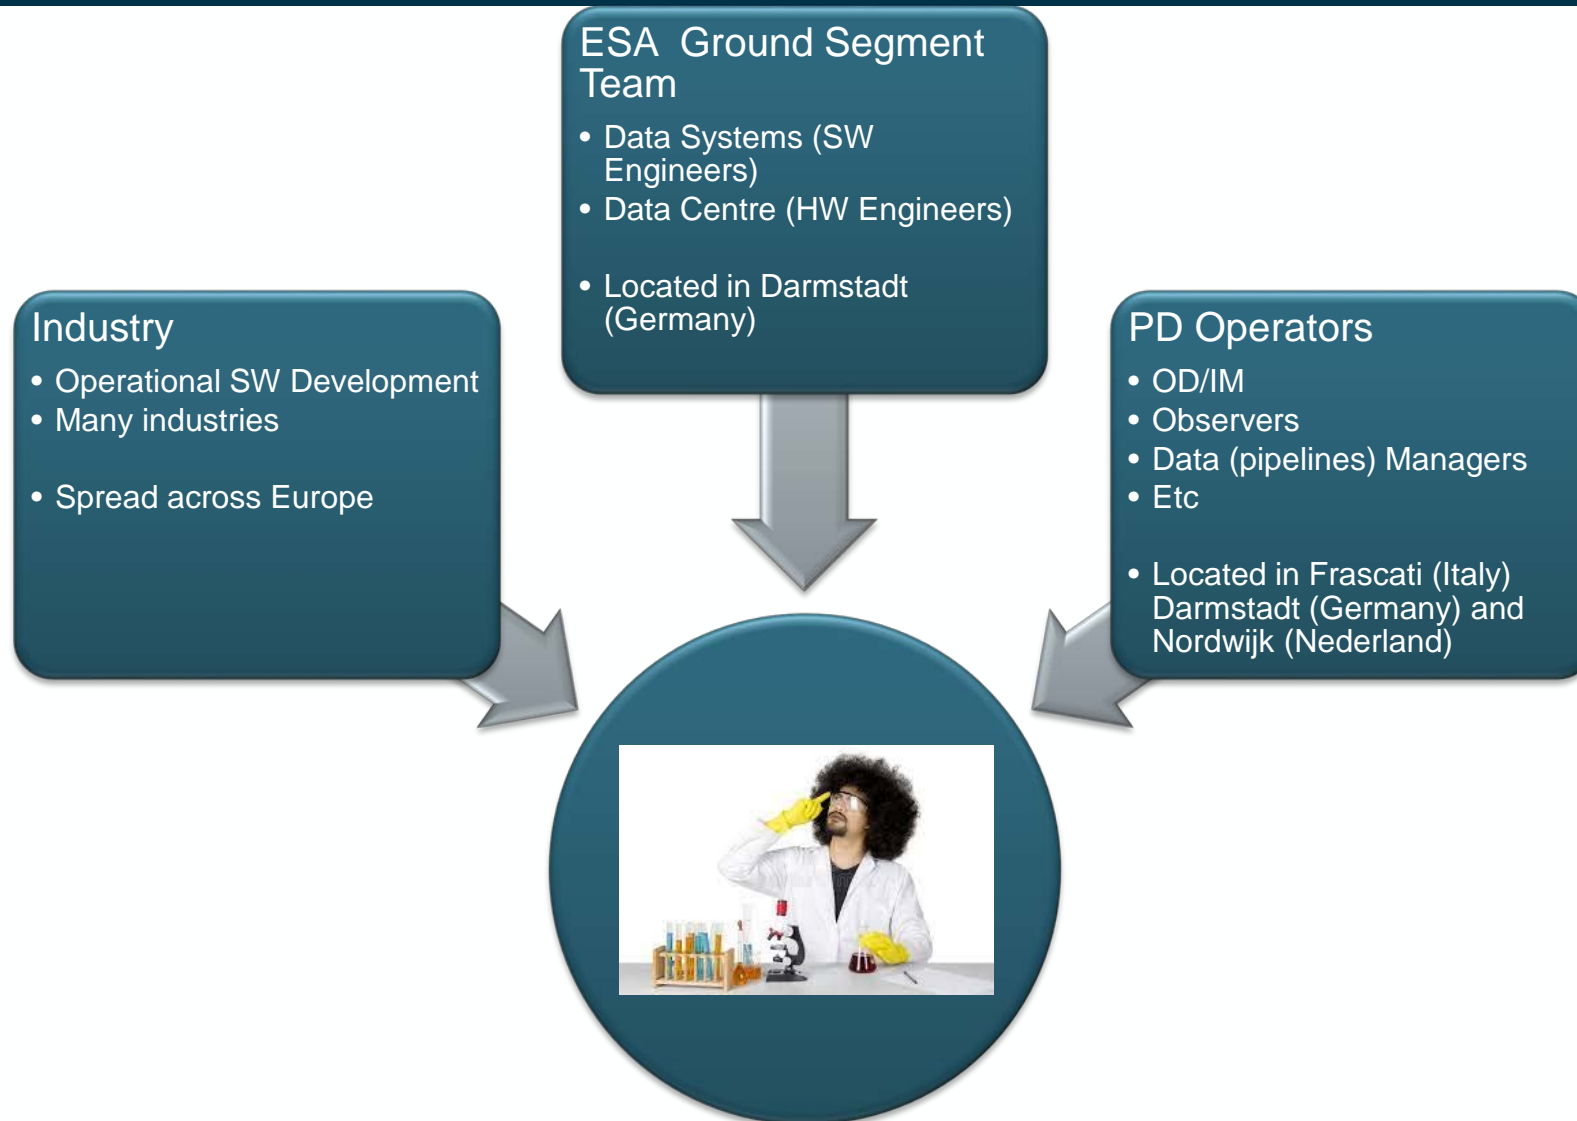 ESA  Ground Segment
Team
• Data Systems (SW
Engineers)
• Data Centre (HW Engineers)
• Located in Darmstadt
(Germany)
Industry
• Operational SW Development
• Many industries
• Spread across Europe
PD Operators
• OD/IM
• Observers
• Data (pipelines) Managers
• Etc
• Located in Frascati (Italy)
Darmstadt (Germany) and
Nordwijk (Nederland)